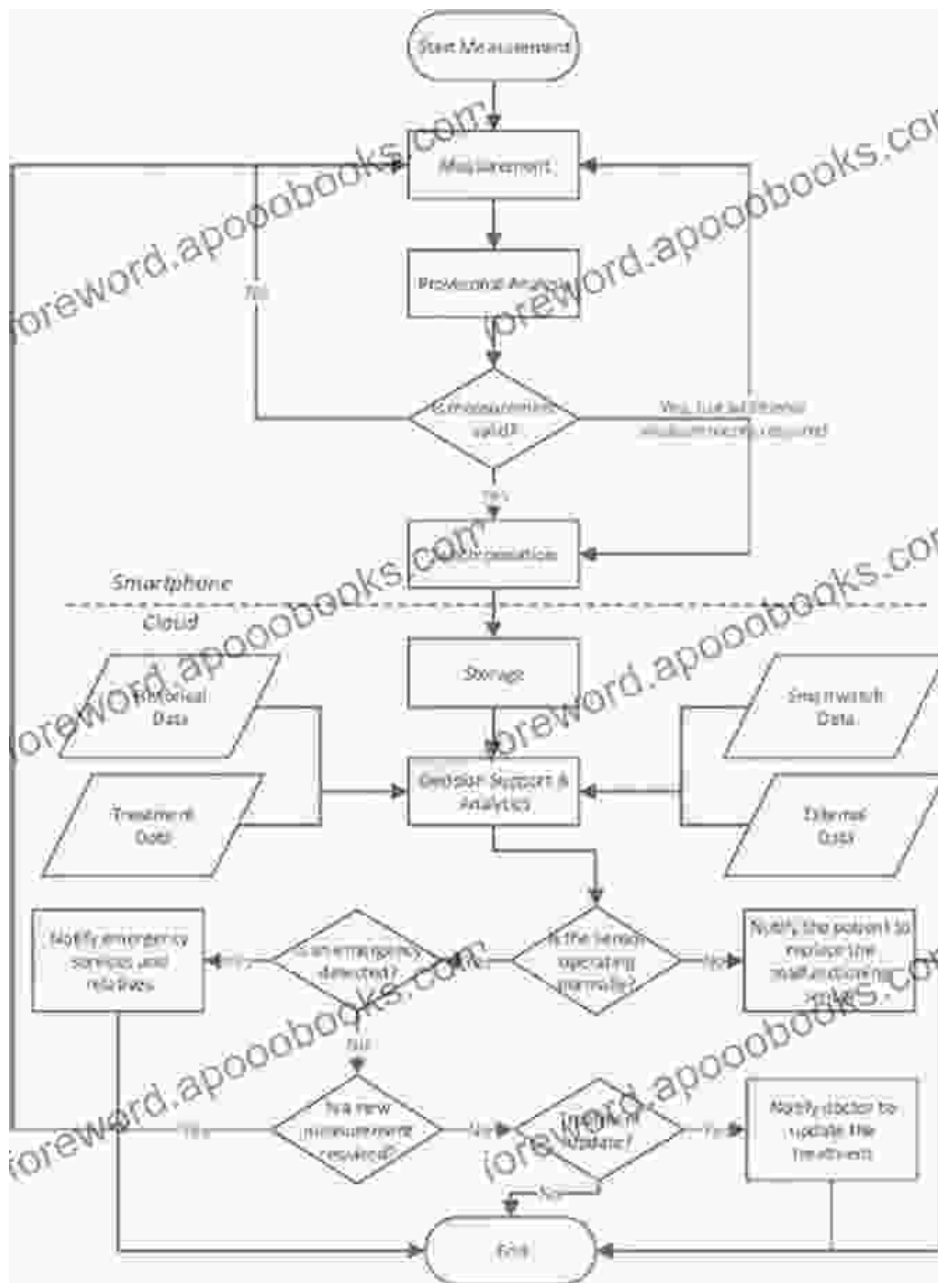 Start Measurement
Measurement
Provisional Analysis
No
Is measurement
valid?
Yes, but additional
measurements required
Yes
Smartphone
Cloud
Storage
Historical
Data
Smartwatch
Data
Decision Support &
Analytics
Treatment
Data
External
Data
Notify emergency
services and
relatives
Yes
Is an emergency
detected?
Yes
Is the sensor
operating
normally?
No
Notify the patient to
replace the
malfunctioning
sensor
No
Is a new
measurement
required?
Yes
No
Treatment
update?
Yes
Notify doctor to
update the
treatment
No
End
foreword.apooobooks.com
foreword.apooobooks.com
foreword.apooobooks.com
foreword.apooobooks.com
foreword.apooobooks.com
foreword.apooobooks.com